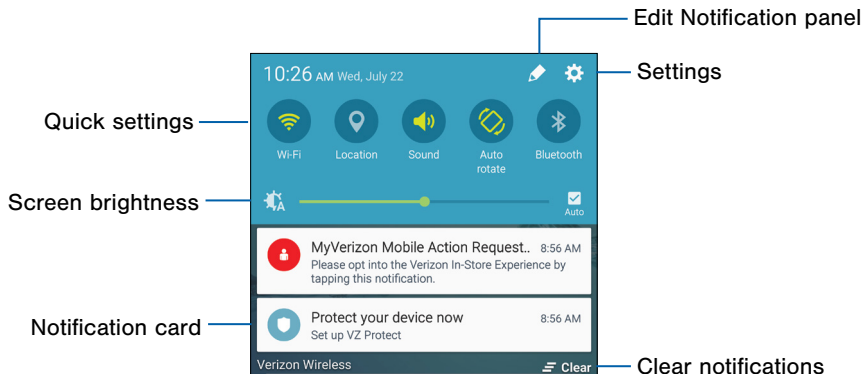 Edit Notification panel
10:26 AM Wed, July 22
Settings
Quick settings
Wi-Fi
Location
Sound
Auto
rotate
Bluetooth
Screen brightness
A
Auto
MyVerizon Mobile Action Request.. 8:56 AM
Please opt into the Verizon In-Store Experience by
tapping this notification.
Notification card
Protect your device now 8:56 AM
Set up VZ Protect
Verizon Wireless
Clear
Clear notifications